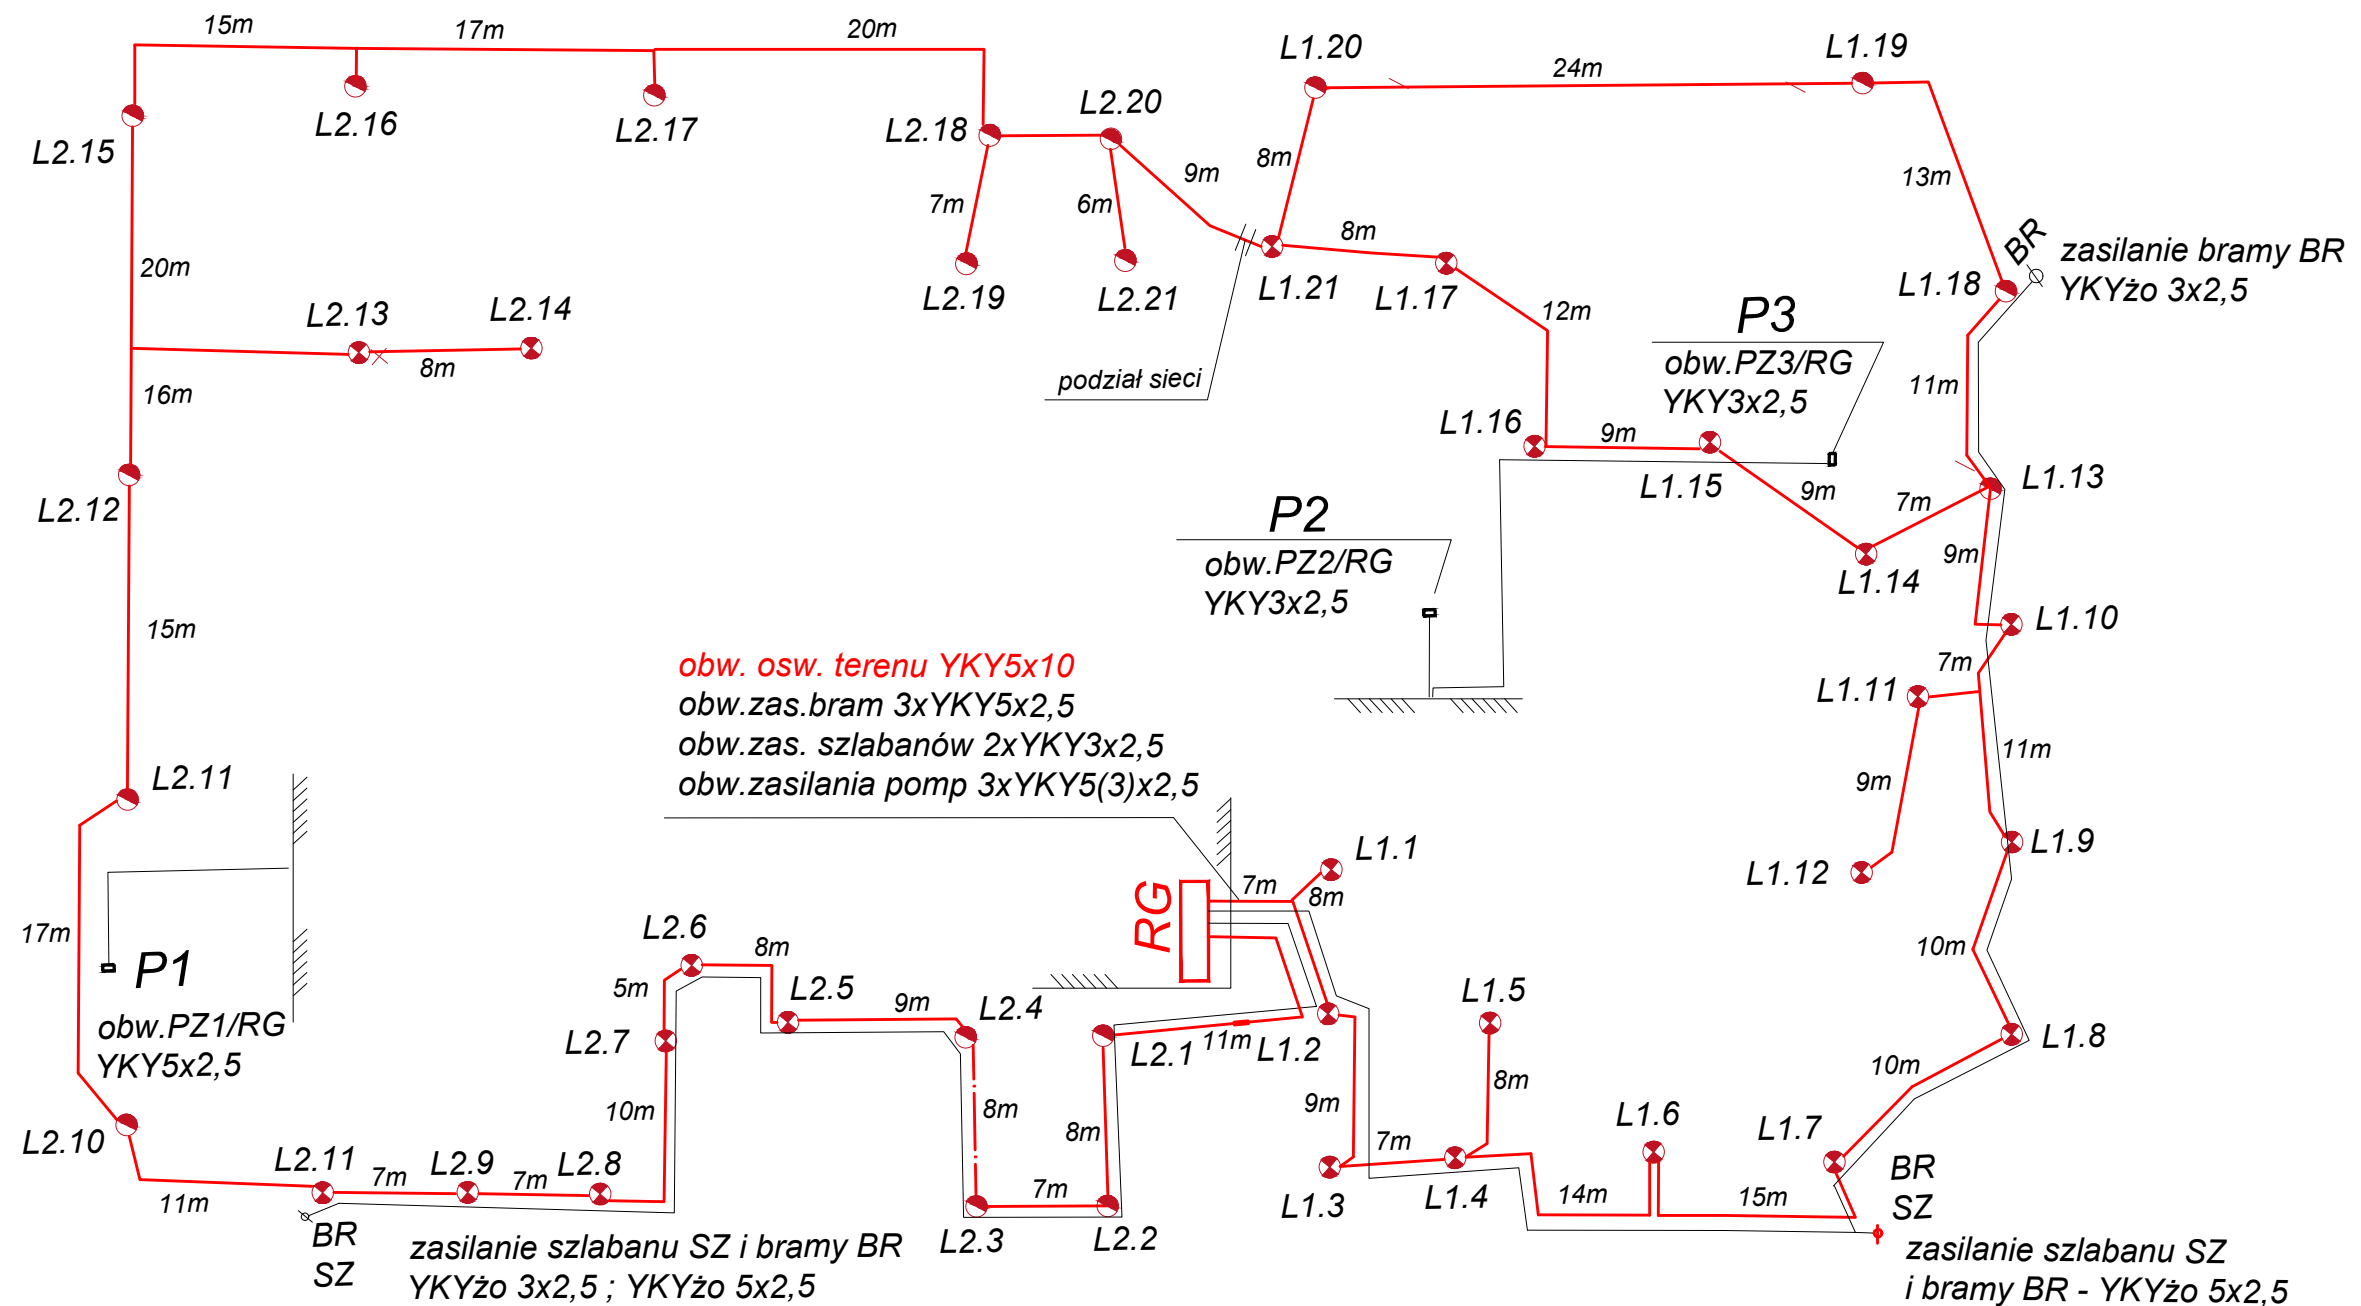 15m
17m
20m
L1.20
24m
L1.19
L2.15
L2.16
L2.17
L2.18
L2.20
8m
9m
13m
7m
6m
8m
BR
zasilanie bramy BR
YKYżo 3x2,5
20m
L2.13
L2.14
L2.19
L2.21
L1.21
L1.17
L1.18
12m
P3
obw.PZ3/RG
YKY3x2,5
16m
8m
podział sieci
11m
L1.16
9m
L1.15
9m
7m
L1.13
L2.12
P2
obw.PZ2/RG
YKY3x2,5
9m
L1.14
L1.10
15m
obw. osw. terenu YKY5x10
obw.zas.bram 3xYKY5x2,5
obw.zas. szlabanów 2xYKY3x2,5
obw.zasilania pomp 3xYKY5(3)x2,5
7m
L1.11
11m
L2.11
9m
L1.1
L1.9
L1.12
RG
7m
8m
17m
P1
obw.PZ1/RG
YKY5x2,5
L2.6
8m
5m
L2.5
9m
L2.4
L2.7
L2.1
11m
L1.2
L1.5
10m
L1.8
10m
10m
8m
8m
9m
8m
7m
L1.6
L1.7
L2.10
L2.11
7m
L2.9
7m
L2.8
7m
11m
L1.3
L1.4
14m
15m
BR
SZ
BR
SZ
zasilanie szlabanu SZ i bramy BR
YKYżo 3x2,5 ; YKYżo 5x2,5
L2.3
L2.2
zasilanie szlabanu SZ
i bramy BR - YKYżo 5x2,5